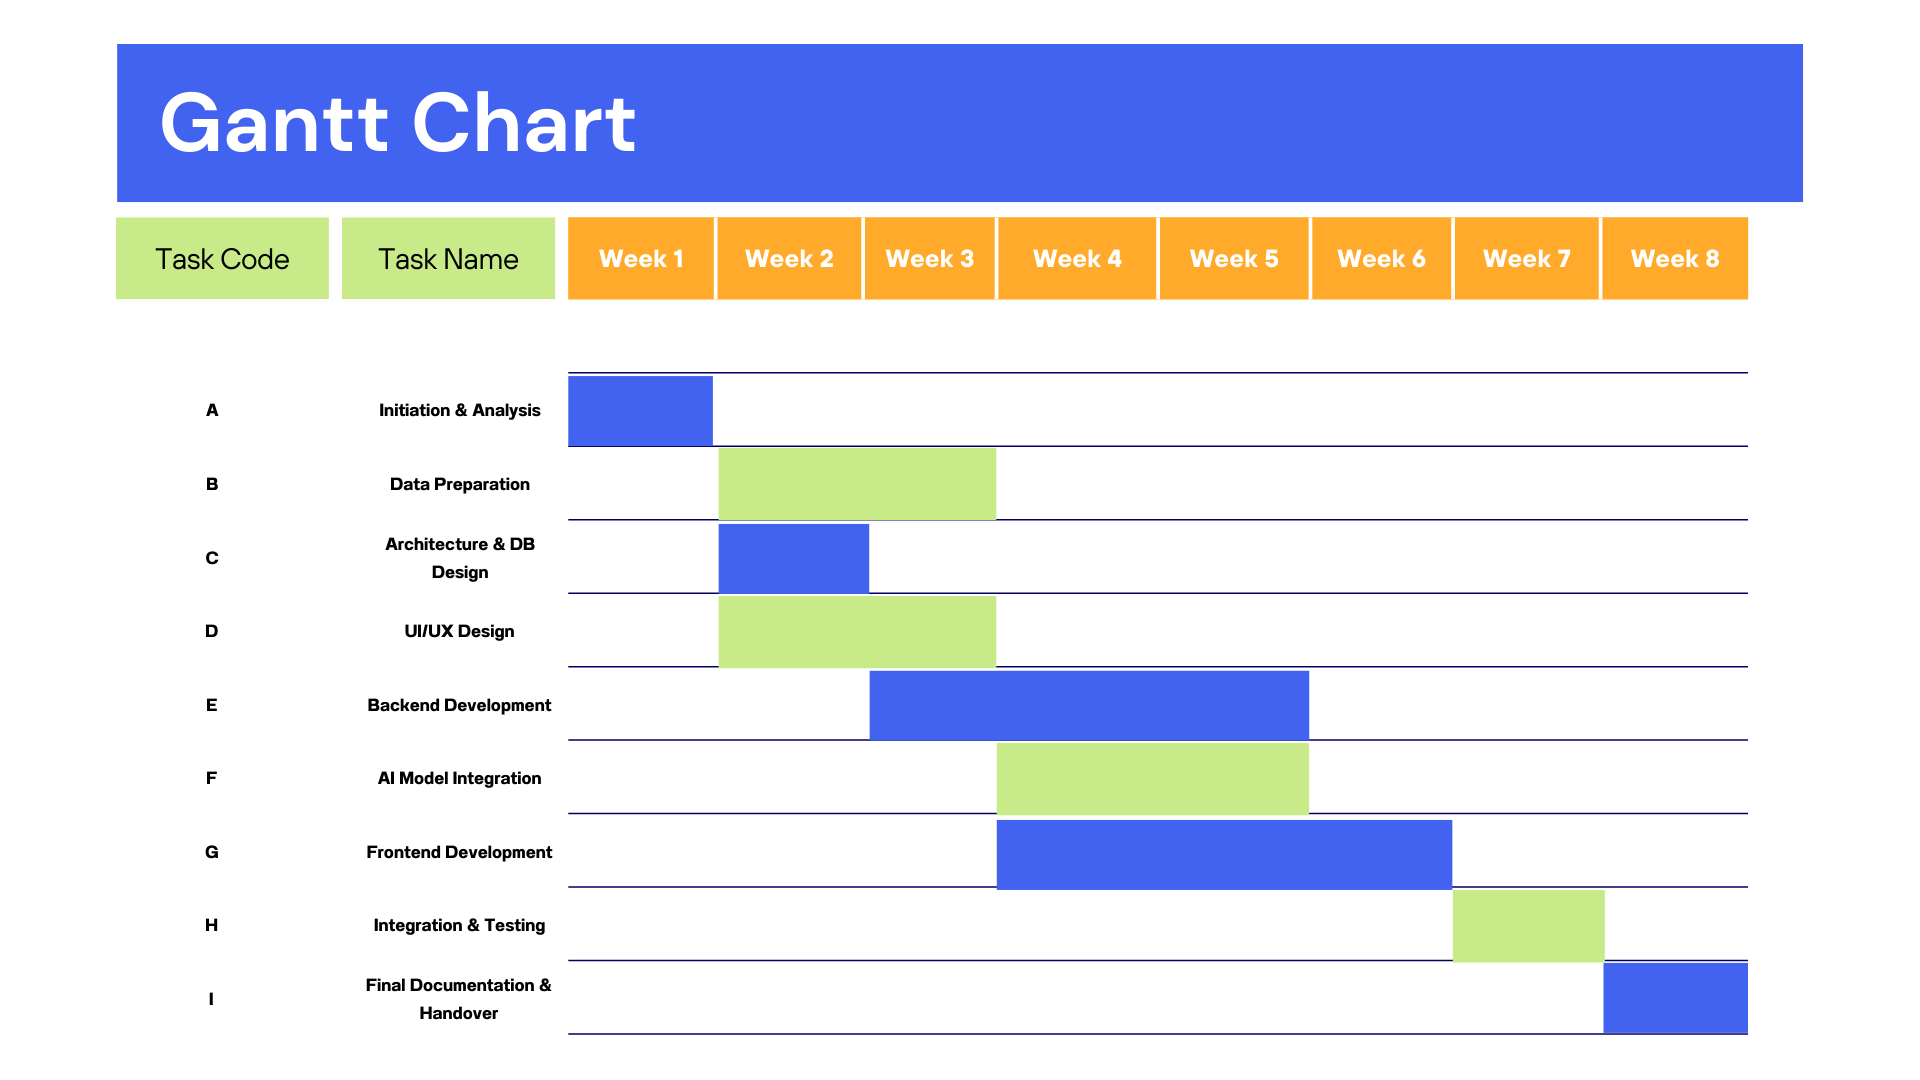 Gantt Chart
Task Code Task Name Week 1 Week 2 Week 3 Week 4 Week 5 Week 6 Week 7 Week 8
A Initiation & Analysis
B Data Preparation
C Architecture & DB
Design
D UI/UX Design
E Backend Development
F AI Model Integration
G Frontend Development
H Integration & Testing
I Final Documentation &
Handover